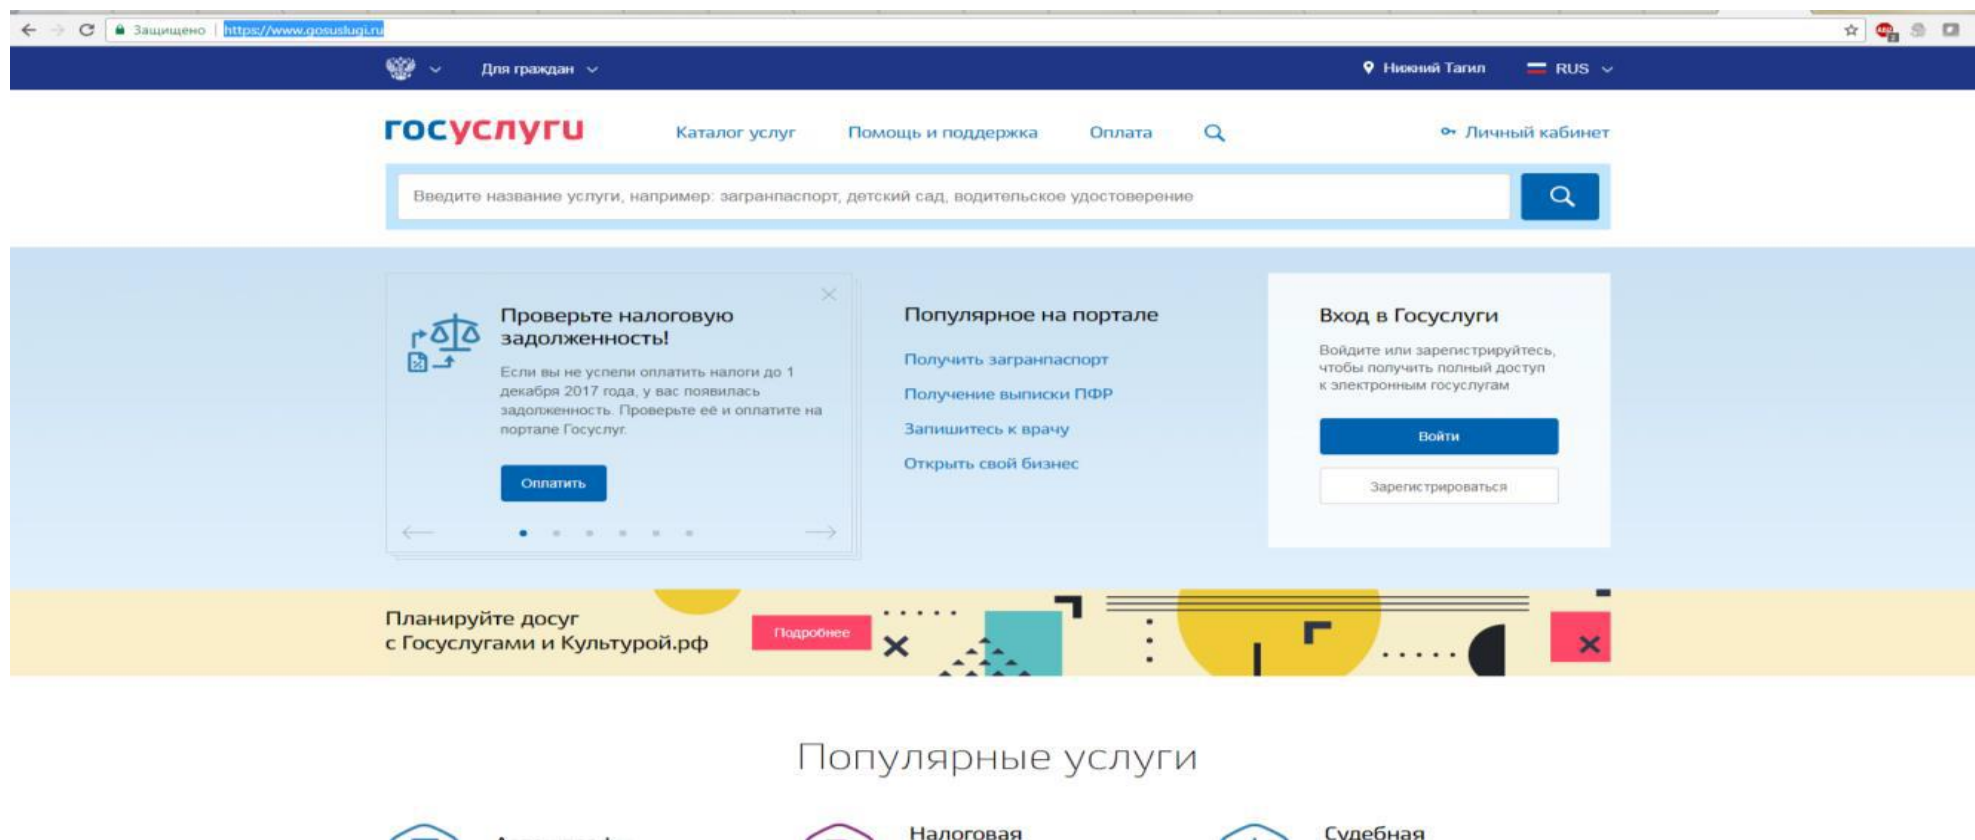 Защищено | https://www.gosuslugi.ru
Для граждан
Нижний Тагил
RUS
госуслуги
Каталог услуг
Помощь и поддержка
Оплата
Личный кабинет
Введите название услуги, например: загранпаспорт, детский сад, водительское удостоверение
Проверьте налоговую
задолженность!
Если вы не успели оплатить налоги до 1
декабря 2017 года, у вас появилась
задолженность. Проверьте её и оплатите на
портале Госуслуг.
Оплатить
Популярное на портале
Получить загранпаспорт
Получение выписки ПФР
Запишитесь к врачу
Открыть свой бизнес
Вход в Госуслуги
Войдите или зарегистрируйтесь,
чтобы получить полный доступ
к электронным госуслугам
Войти
Зарегистрироваться
Планируйте досуг
с Госуслугами и Культурой.рф
Подробнее
Популярные услуги
Налоговая
Судебная